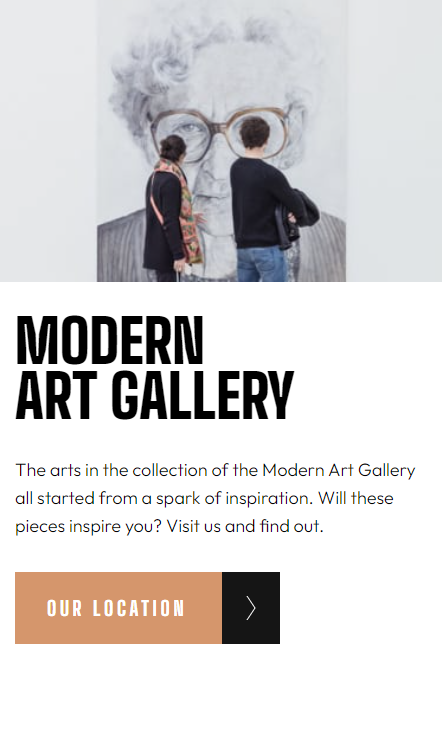 MODERN
ART GALLERY
The arts in the collection of the Modern Art Gallery
all started from a spark of inspiration. Will these
pieces inspire you? Visit us and find out.
OUR LOCATION